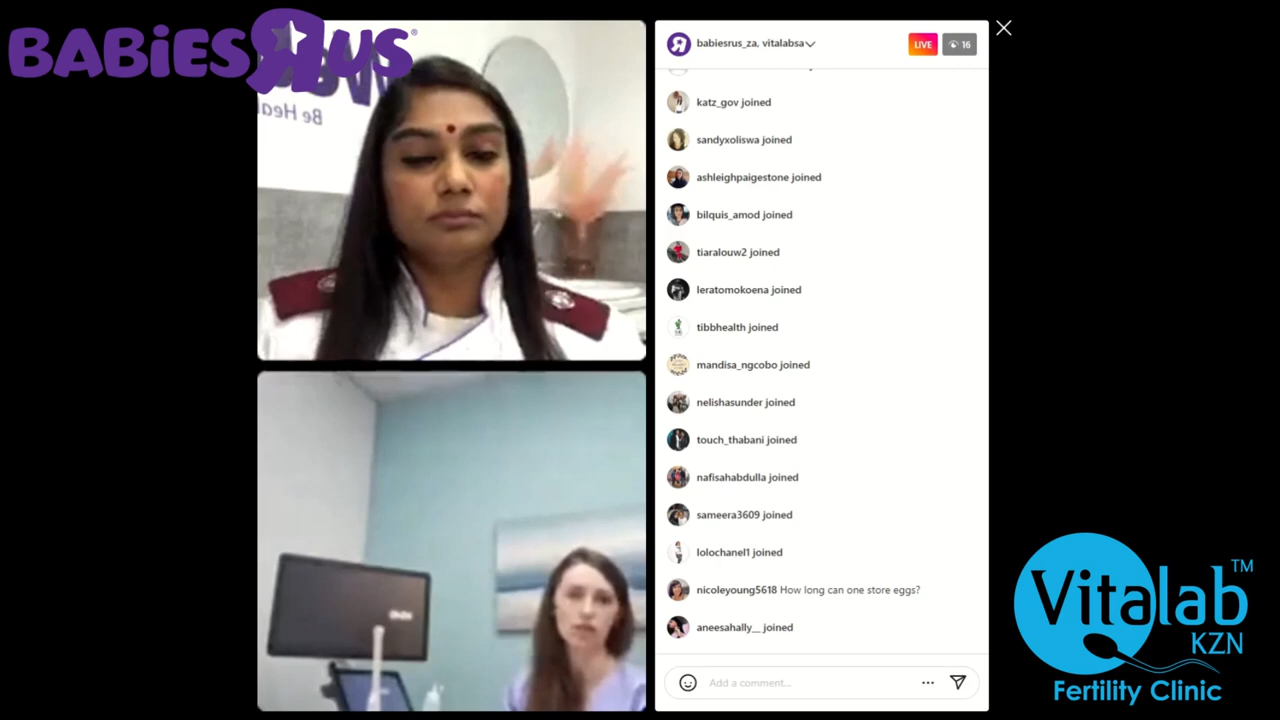 BABIES R US
Be Hea
babiesrus_za, vitalabsa
LIVE
16
katz_gov joined
sandyxoliswa joined
ashleighpaigestone joined
bilquis_amod joined
tiaralouw2 joined
leratomokoena joined
tibbhealth joined
mandisa_ngcobo joined
nelishasunder joined
touch_thabani joined
nafisahabdulla joined
sameera3609 joined
lolochanel1 joined
nicoleyoung5618 How long can one store eggs?
aneesahally__ joined
Add a comment...
Vitalab TM
KZN
Fertility Clinic